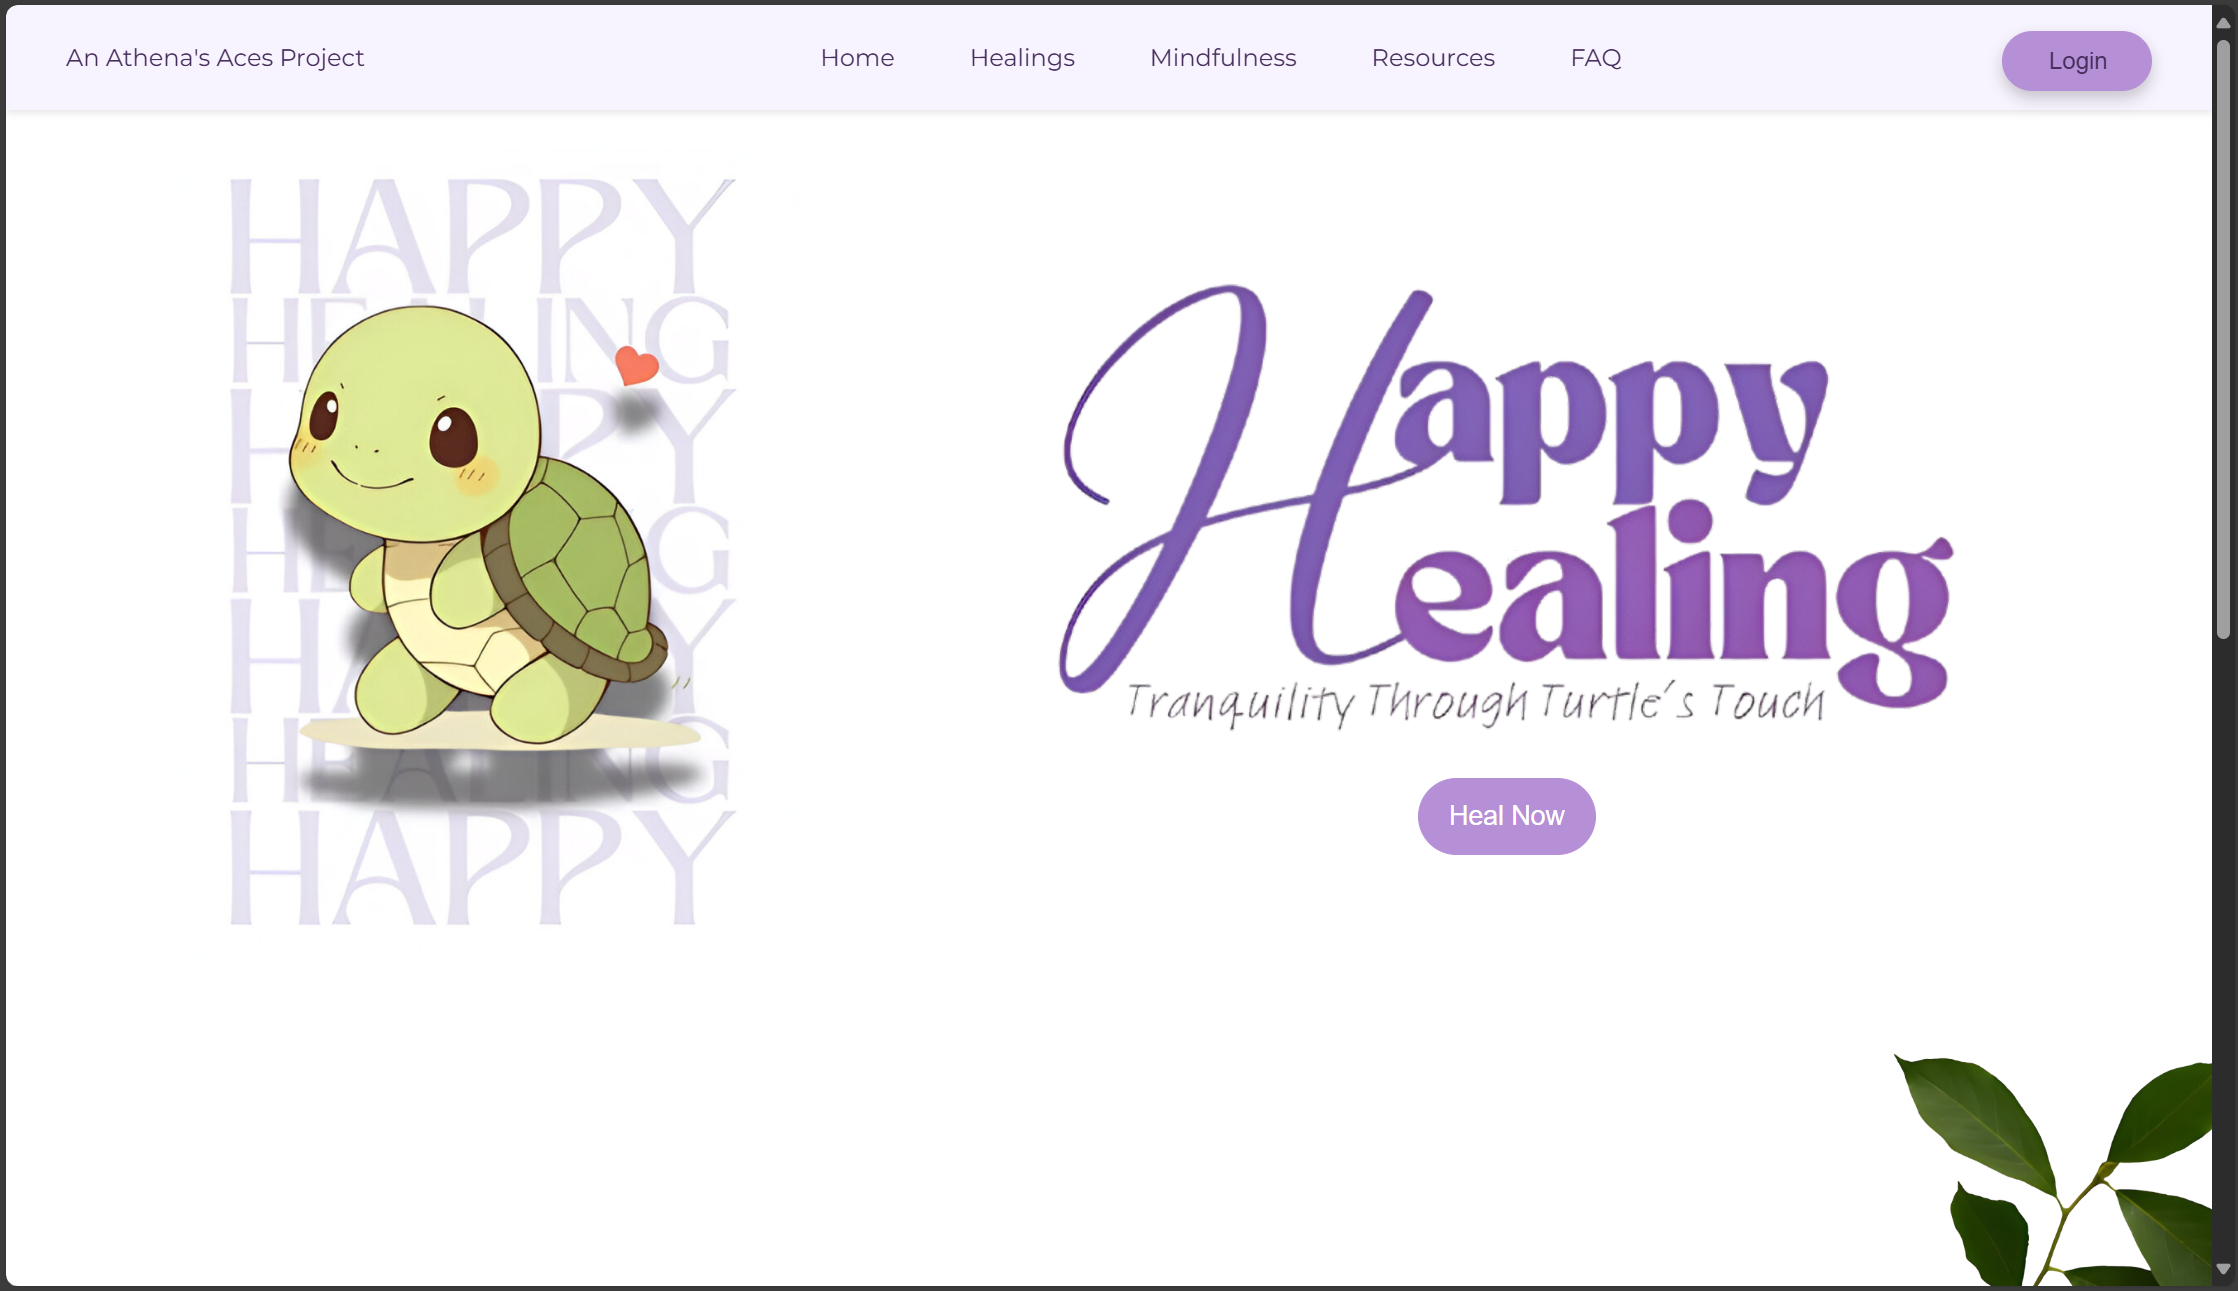 An Athena's Aces Project
Home Healings Mindfulness Resources FAQ
Login
HAPPY
HEALING
HAPPY
HEALING
HAPPY
HEALING
HAPPY
Happy
Healing
Tranquility Through Turtle's Touch
Heal Now